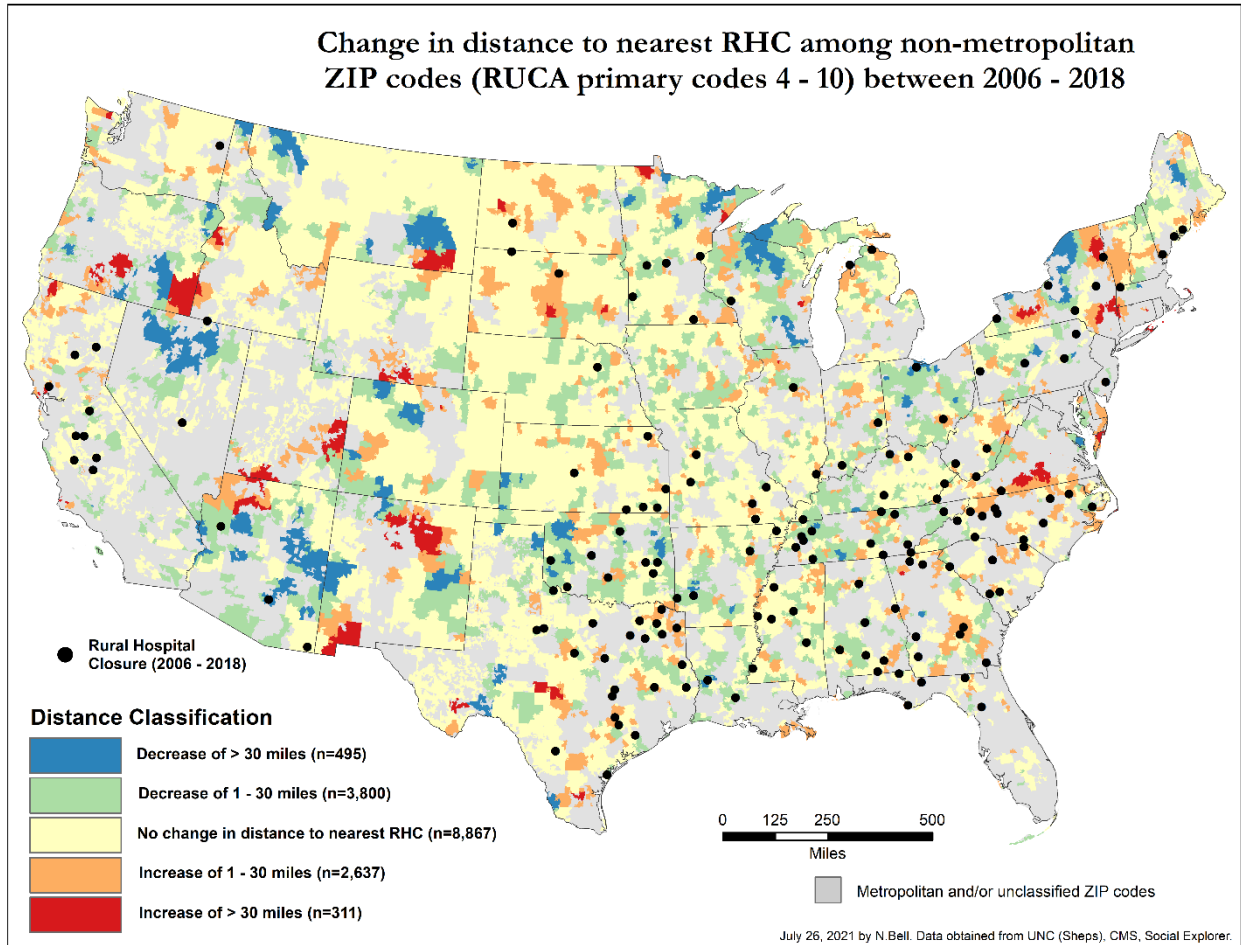 Change in distance to nearest RHC among non-metropolitan
ZIP codes (RUCA primary codes 4 - 10) between 2006 - 2018
Rural Hospital
Closure (2006 - 2018)
Distance Classification
Decrease of > 30 miles (n=495)
Decrease of 1 - 30 miles (n=3,800)
No change in distance to nearest RHC (n=8,867)
Increase of 1 - 30 miles (n=2,637)
Increase of > 30 miles (n=311)
0 125 250 500
Miles
Metropolitan and/or unclassified ZIP codes
July 26, 2021 by N.Bell. Data obtained from UNC (Sheps), CMS, Social Explorer.